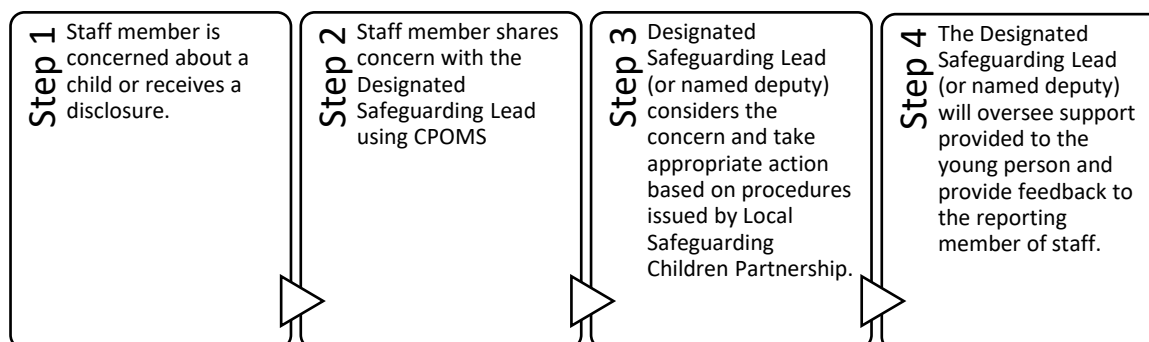 Step 1
Staff member is
concerned about a
child or receives a
disclosure.
Step 2
Staff member shares
concern with the
Designated
Safeguarding Lead
using CPOMS
Step 3
Designated
Safeguarding Lead
(or named deputy)
considers the
concern and take
appropriate action
based on procedures
issued by Local
Safeguarding
Children Partnership.
Step 4
The Designated
Safeguarding Lead
(or named deputy)
will oversee support
provided to the
young person and
provide feedback to
the reporting
member of staff.